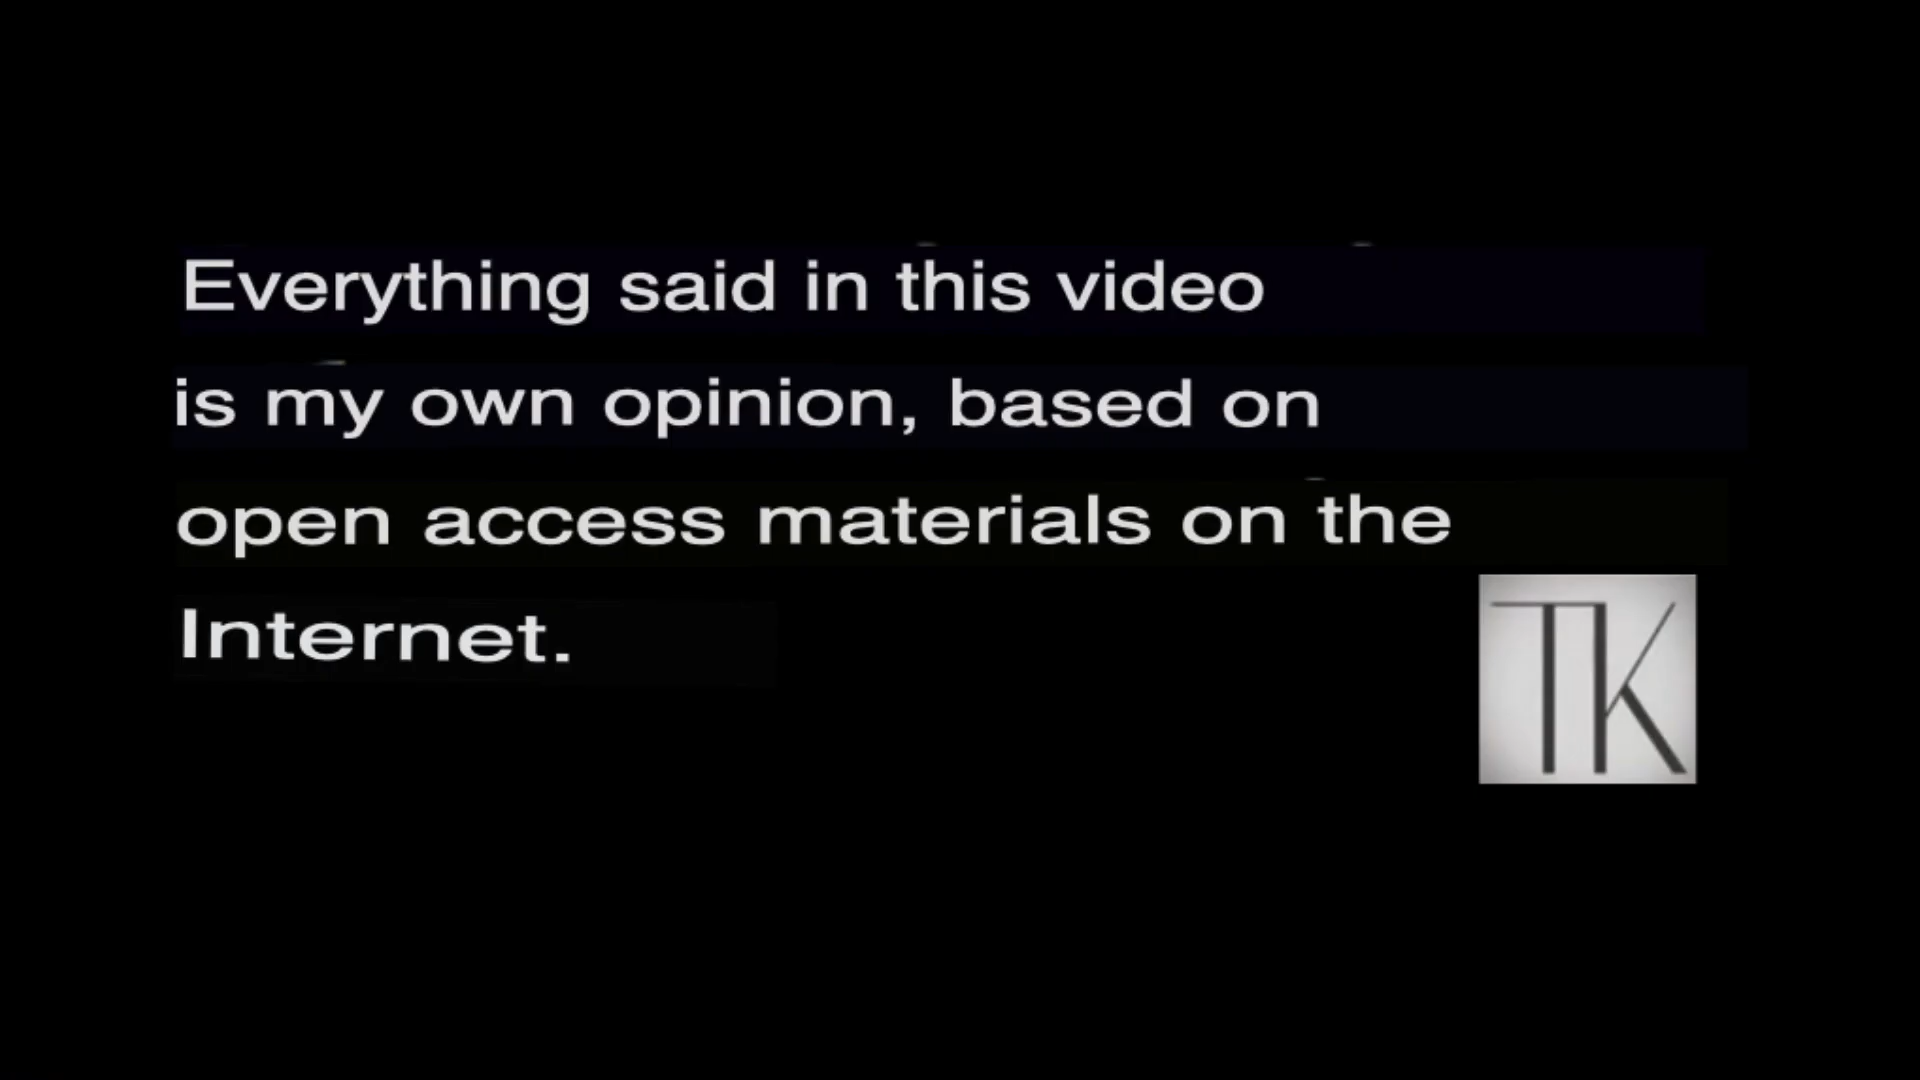 Everything said in this video
is my own opinion, based on
open access materials on the
Internet.
TK